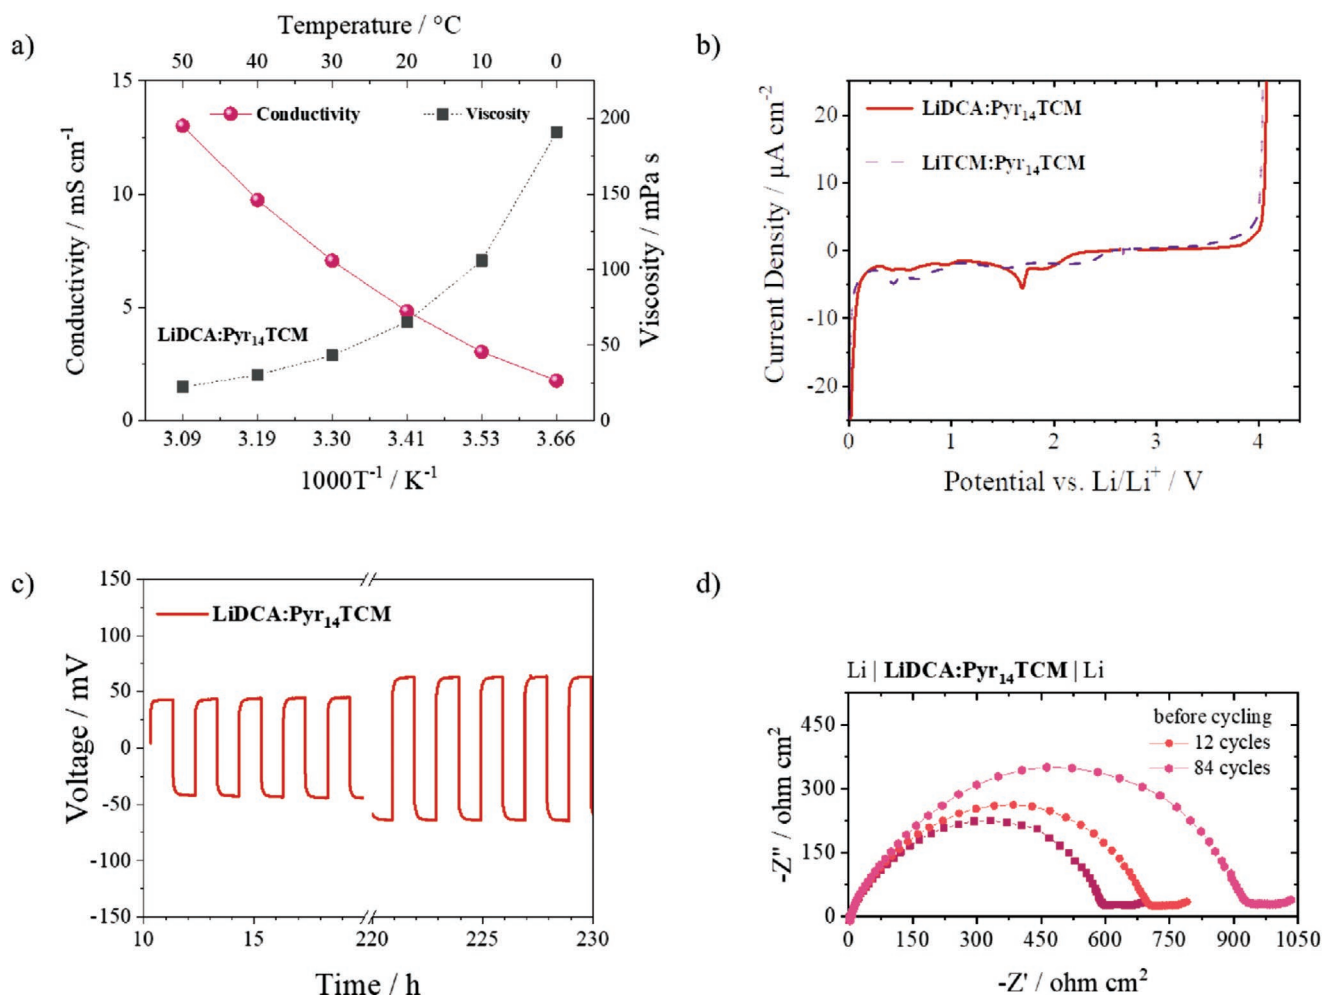 a)
Temperature / °C
50 40 30 20 10 0
15
10
5
0
Conductivity / mS cm⁻¹
Conductivity
Viscosity
LiDCA:Pyr₁₄TCM
200
150
100
50
0
Viscosity / mPa s
3.09 3.19 3.30 3.41 3.53 3.66
1000T⁻¹ / K⁻¹
b)
20
10
0
-10
-20
Current Density / µA cm⁻²
LiDCA:Pyr₁₄TCM
LiTCM:Pyr₁₄TCM
0 1 2 3 4
Potential vs. Li/Li⁺ / V
c)
150
100
50
0
-50
-100
-150
Voltage / mV
LiDCA:Pyr₁₄TCM
10 15 220 230
Time / h
d)
Li | LiDCA:Pyr₁₄TCM | Li
450
300
150
0
-Z'' / ohm cm²
before cycling
12 cycles
84 cycles
0 150 300 450 600 750 900 1050
-Z' / ohm cm²